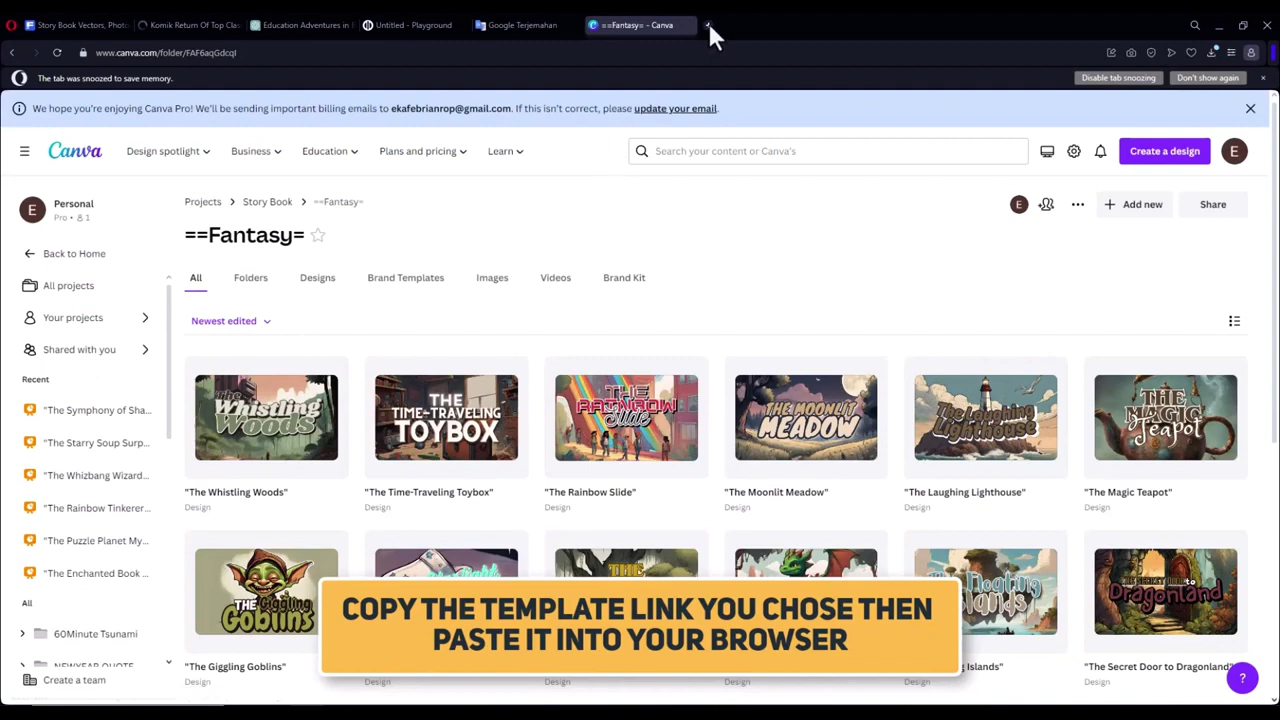 Story Book Vectors, Photo
Komik Return Of Top Clas
Education Adventures in
Untitled - Playground
Google Terjemahan
==Fantasy= - Canva
www.canva.com/folder/FAF6aqGdcqI
The tab was snoozed to save memory.
Disable tab snoozing
Don't show again
We hope you're enjoying Canva Pro! We'll be sending important billing emails to ekafebrianrop@gmail.com. If this isn't correct, please update your email.
Canva
Design spotlight
Business
Education
Plans and pricing
Learn
Search your content or Canva's
Create a design
E
E
Personal
Pro • 1
Projects > Story Book > ==Fantasy=
E
Add new
Share
==Fantasy=
Back to Home
All projects
Your projects
Shared with you
All
Folders
Designs
Brand Templates
Images
Videos
Brand Kit
Newest edited
Recent
"The Symphony of Sha...
"The Starry Soup Surp...
"The Whizbang Wizard...
"The Rainbow Tinkerer...
"The Puzzle Planet My...
"The Enchanted Book ...
All
60Minute Tsunami
NEWYEAR QUOTE
Create a team
The Whistling Woods
THE TIME-TRAVELING TOYBOX
THE RAINBOW Slide
THE MOONLIT MEADOW
The Laughing Lighthouse
THE Magic Teapot
"The Whistling Woods"
Design
"The Time-Traveling Toybox"
Design
"The Rainbow Slide"
Design
"The Moonlit Meadow"
Design
"The Laughing Lighthouse"
Design
"The Magic Teapot"
Design
THE Giggling Goblins
THE
Floating Islands
THE SECRET DOOR to Dragonland
"The Giggling Goblins"
Design
Islands"
Design
"The Secret Door to Dragonland"
Design
COPY THE TEMPLATE LINK YOU CHOSE THEN
PASTE IT INTO YOUR BROWSER
?